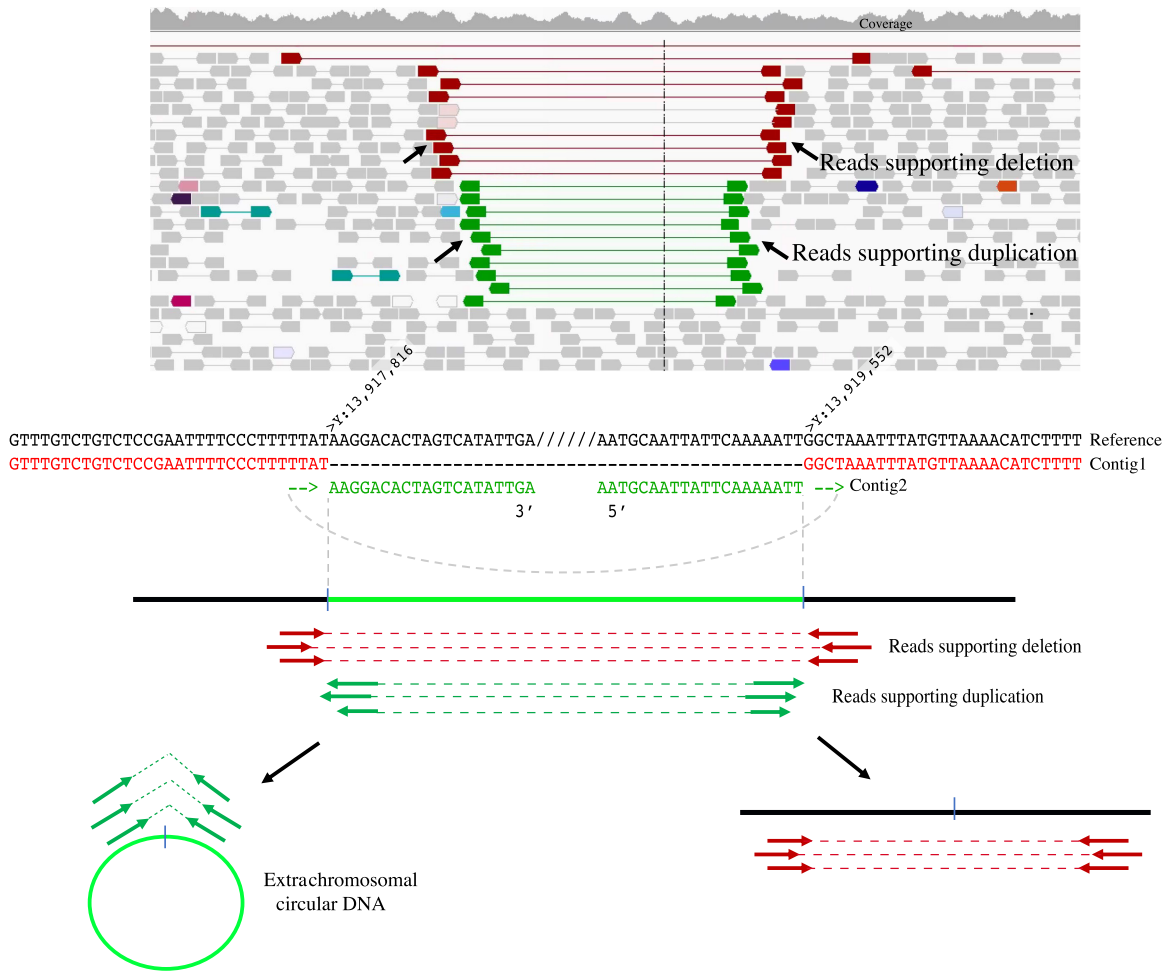 Coverage
Reads supporting deletion
Reads supporting duplication
>Y:13,917,816
>Y:13,919,552
GTTTGTCTGTCTCCGAATTTTCCCTTTTTATAAGGACACTAGTCATATTGA//////AATGCAATTATTCAAAAATTGGCTAAATTTATGTTAAAACATCTTTT Reference
GTTTGTCTGTCTCCGAATTTTCCCTTTTTAT---------------------------------------------GGCTAAATTTATGTTAAAACATCTTTT Contig1
--> AAGGACACTAGTCATATTGA AATGCAATTATTCAAAAATT --> Contig2
3’ 5’
Reads supporting deletion
Reads supporting duplication
Extrachromosomal
circular DNA